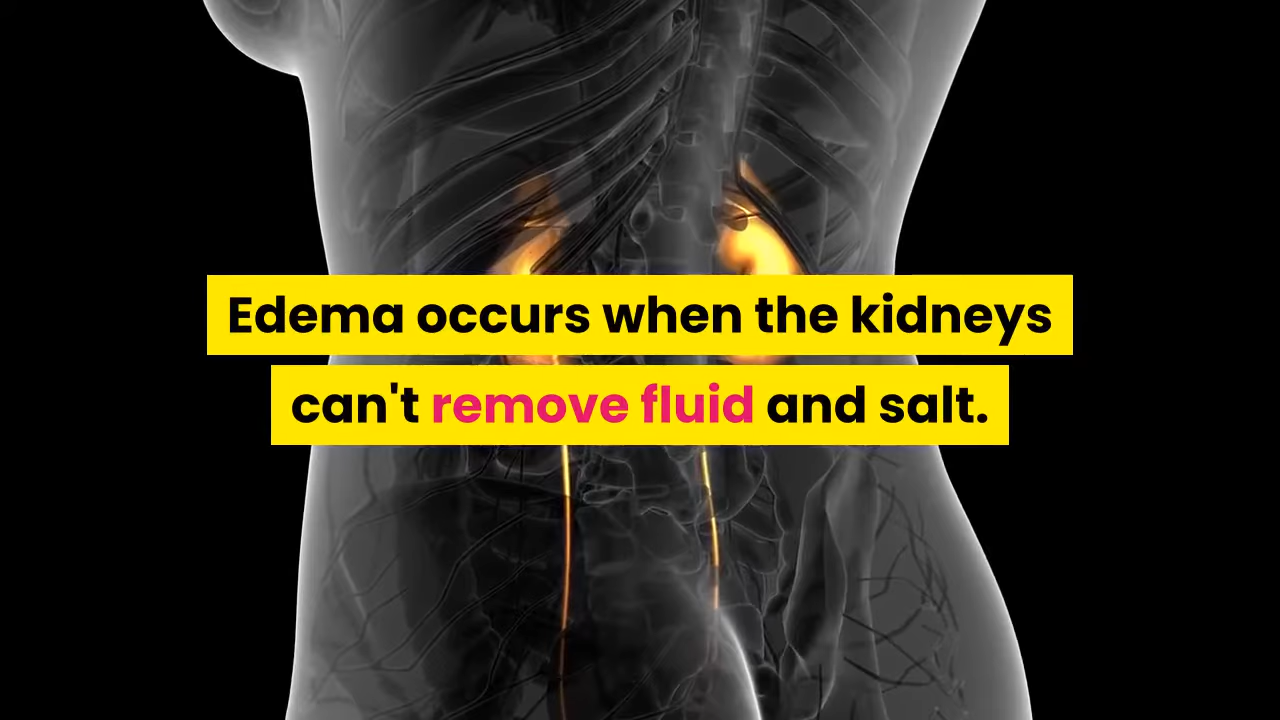 Edema occurs when the kidneys
can't remove fluid and salt.